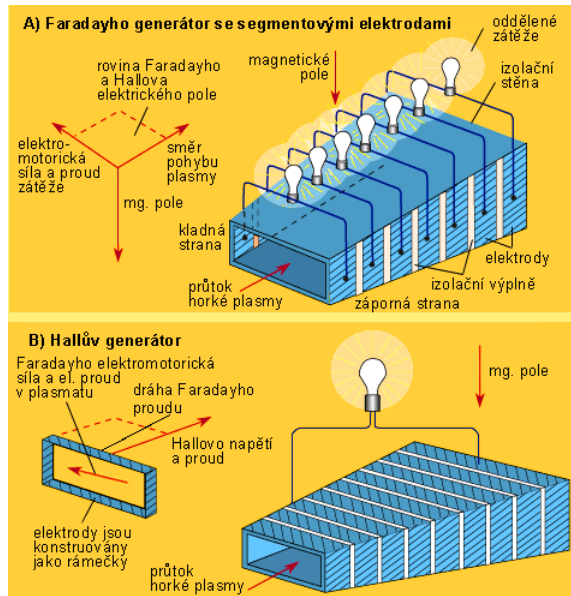 A) Faradayho generátor se segmentovými elektrodami
oddělené
zátěže
magnetické
pole
izolační
stěna
rovina Faradayho
a Hallova
elektrického pole
elektro-
motorická
síla a proud
zátěže
směr
pohybu
plasmy
mg. pole
kladná
strana
průtok
horké plasmy
elektrody
izolační výplně
záporná strana
B) Hallův generátor
Faradayho elektromotorická
síla a el. proud
v plasmatu
dráha Faradayho
proudu
Hallovo napětí
a proud
elektrody jsou
konstruovány
jako rámečky
mg. pole
průtok
horké plasmy